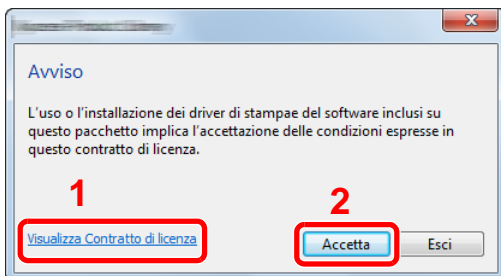 Avviso
L'uso o l'installazione dei driver di stampae del software inclusi su
questo pacchetto implica l'accettazione delle condizioni espresse in
questo contratto di licenza.
1
2
Visualizza Contratto di licenza
Accetta
Esci